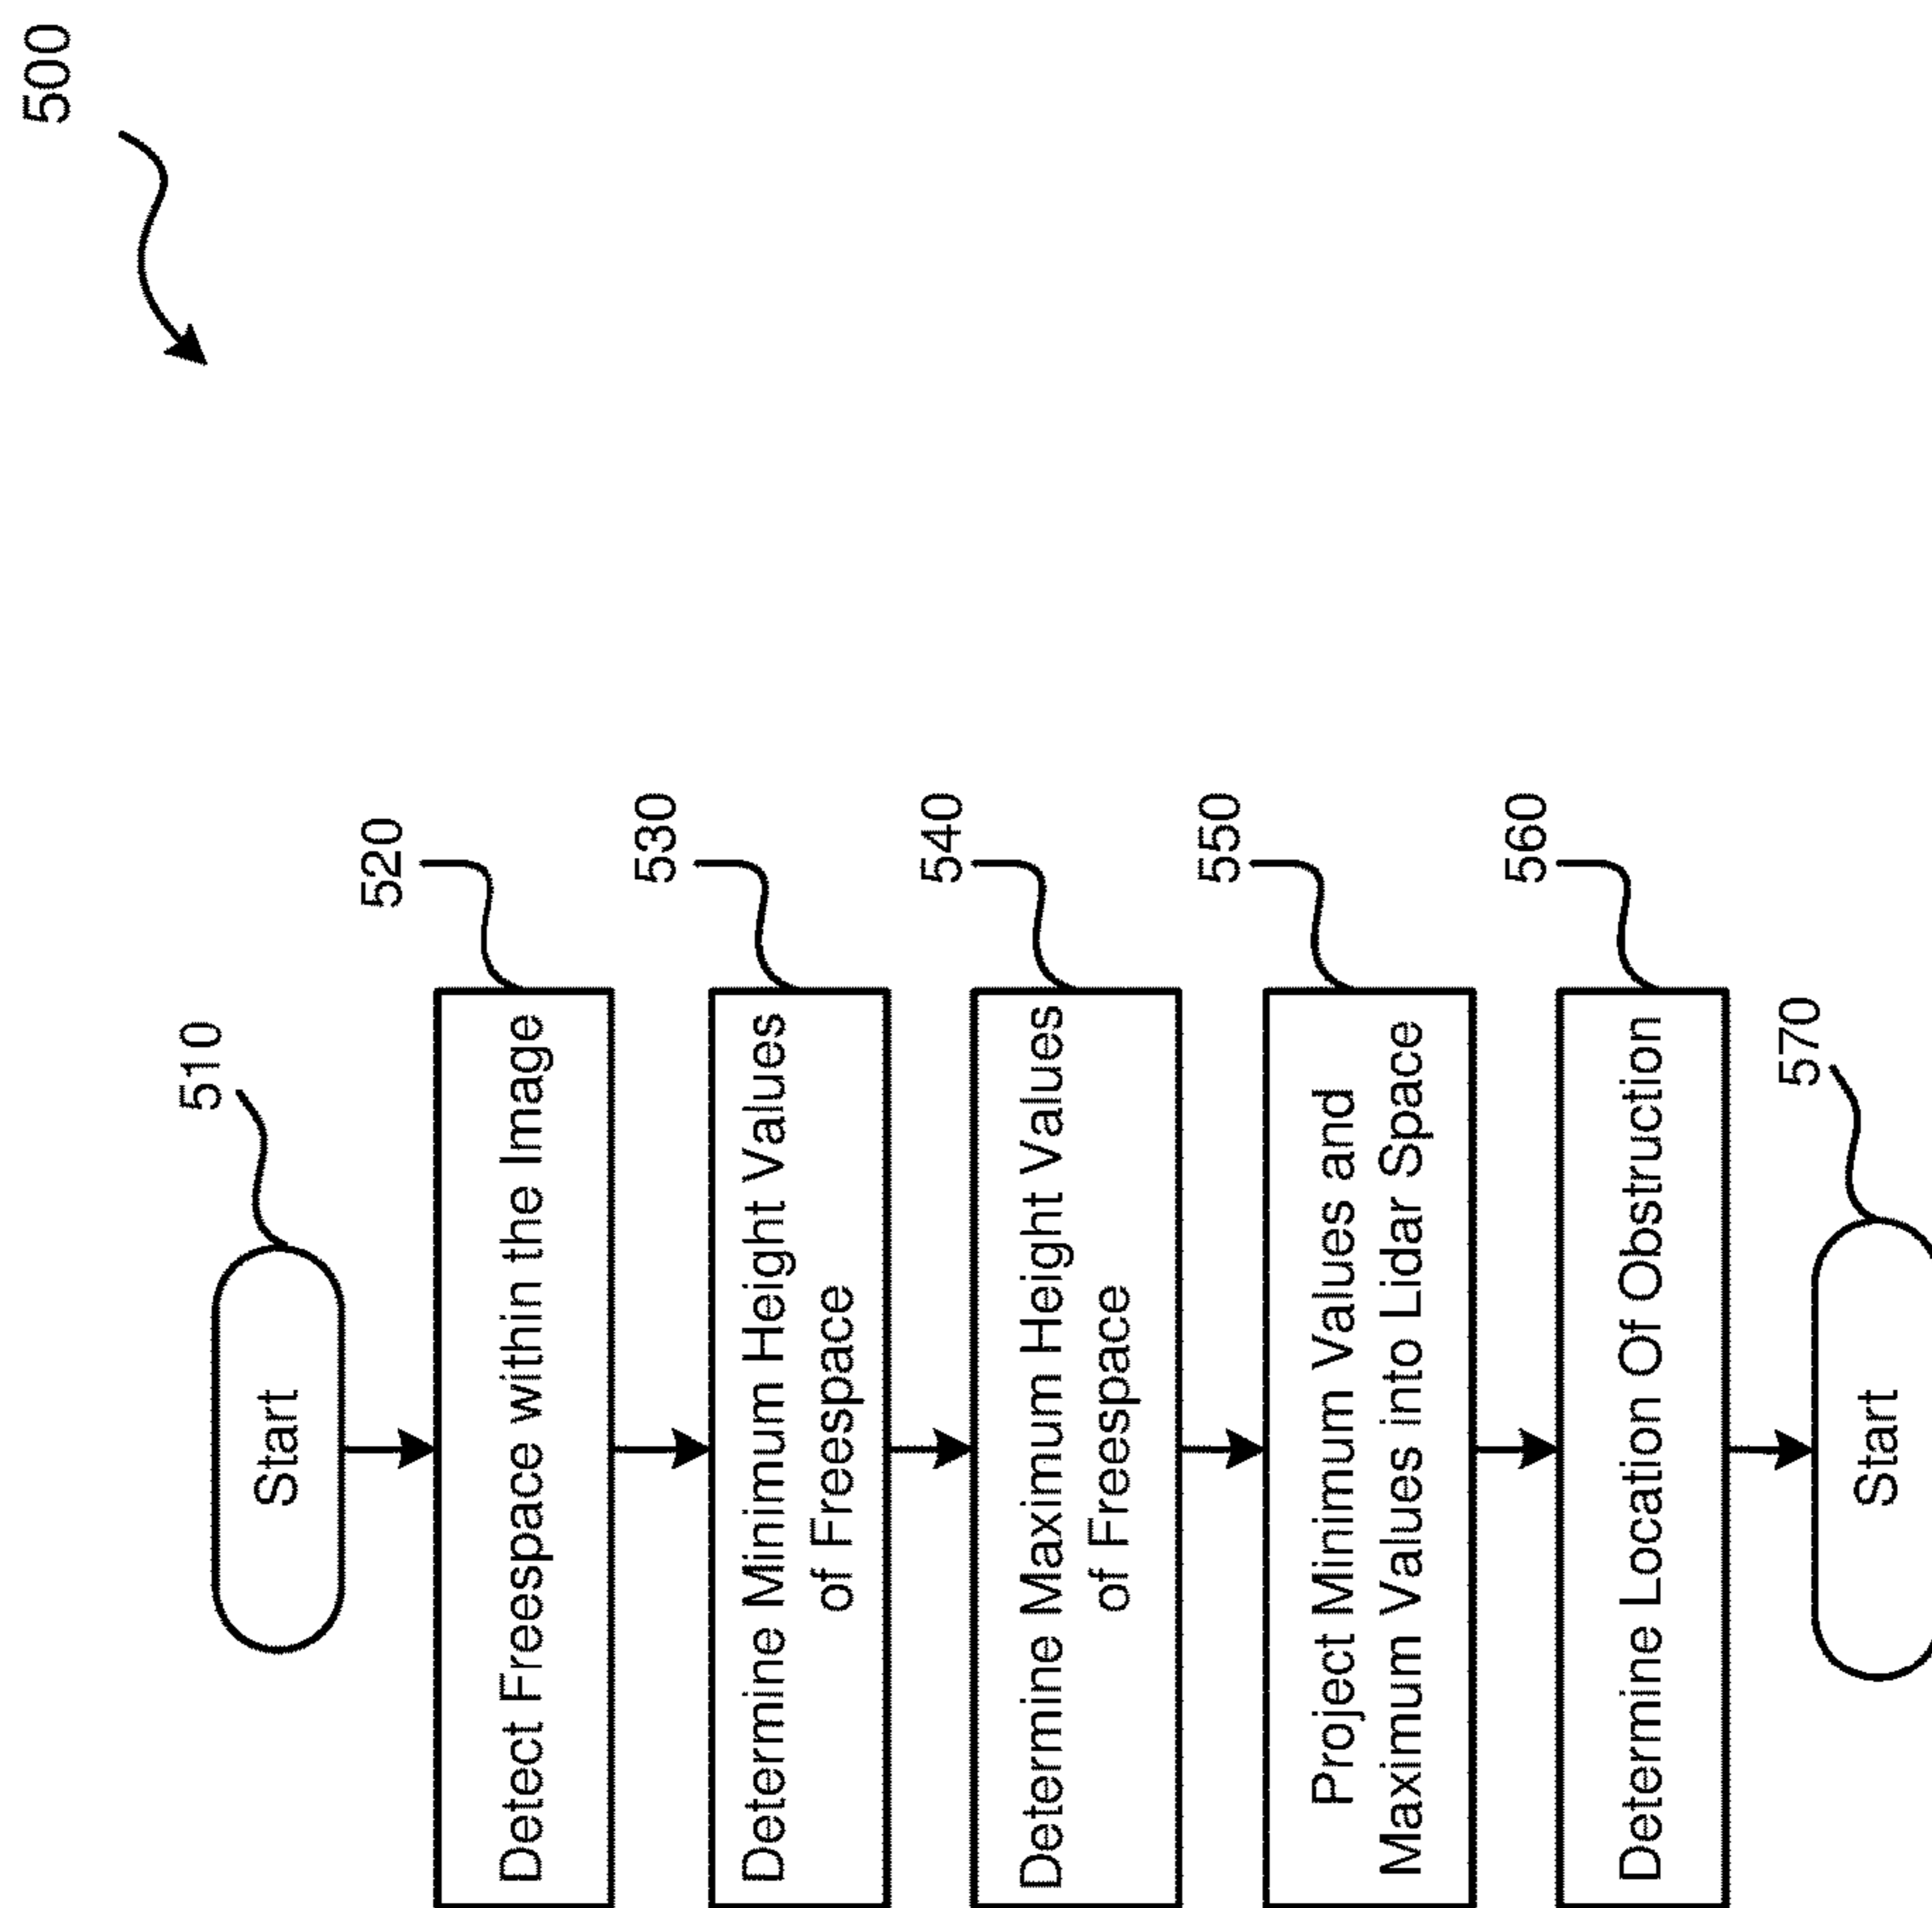 500
510
Start
520
Detect Freespace within the Image
530
Determine Minimum Height Values
of Freespace
540
Determine Maximum Height Values
of Freespace
550
Project Minimum Values and
Maximum Values into Lidar Space
560
Determine Location Of Obstruction
570
Start